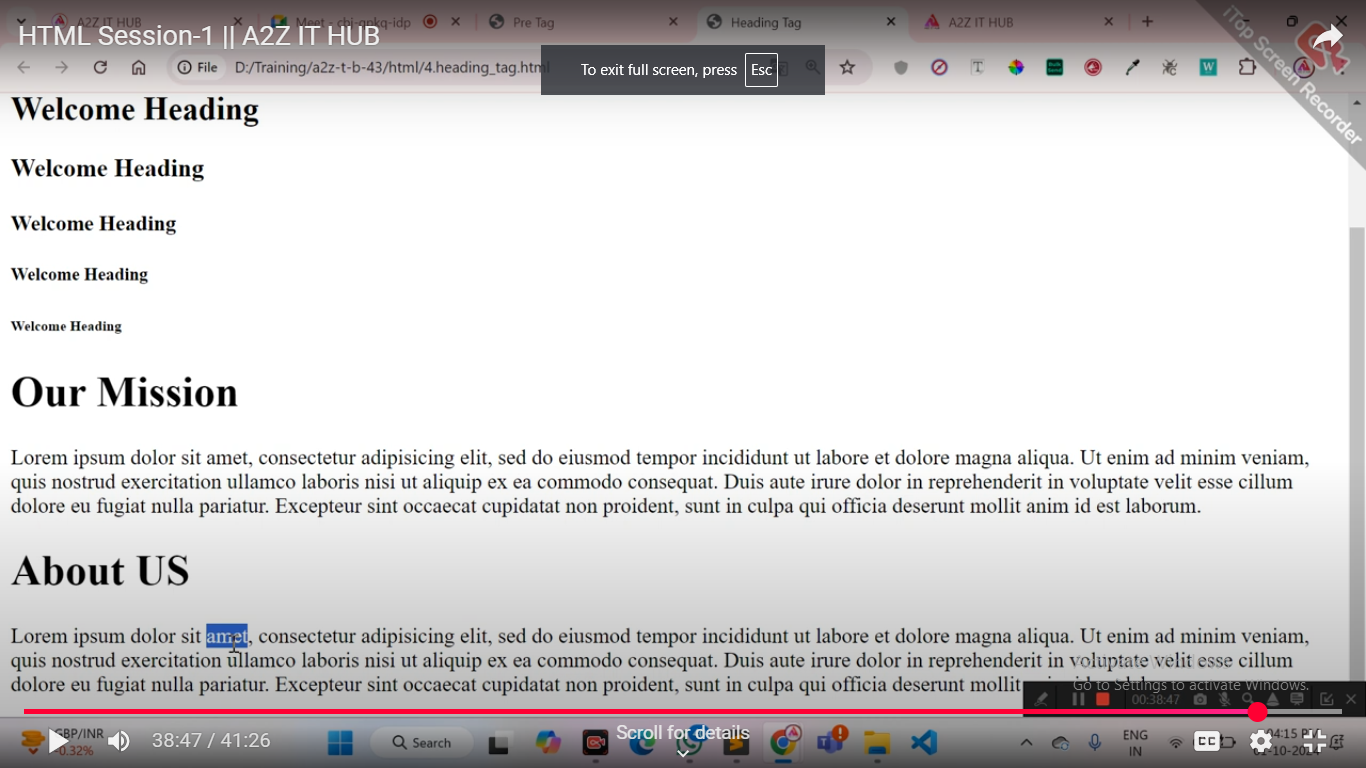 A2Z IT HUB
Meet - chj-qpkq-idp
Pre Tag
Heading Tag
A2Z IT HUB
HTML Session-1 || A2Z IT HUB
iTop Screen Recorder
File
D:/Training/a2z-t-b-43/html/4.heading_tag.html
To exit full screen, press Esc
Welcome Heading
Welcome Heading
Welcome Heading
Welcome Heading
Welcome Heading
Our Mission
Lorem ipsum dolor sit amet, consectetur adipisicing elit, sed do eiusmod tempor incididunt ut labore et dolore magna aliqua. Ut enim ad minim veniam,
quis nostrud exercitation ullamco laboris nisi ut aliquip ex ea commodo consequat. Duis aute irure dolor in reprehenderit in voluptate velit esse cillum
dolore eu fugiat nulla pariatur. Excepteur sint occaecat cupidatat non proident, sunt in culpa qui officia deserunt mollit anim id est laborum.
About US
Lorem ipsum dolor sit amet, consectetur adipisicing elit, sed do eiusmod tempor incididunt ut labore et dolore magna aliqua. Ut enim ad minim veniam,
quis nostrud exercitation ullamco laboris nisi ut aliquip ex ea commodo consequat. Duis aute irure dolor in reprehenderit in voluptate velit esse cillum
dolore eu fugiat nulla pariatur. Excepteur sint occaecat cupidatat non proident, sunt in culpa qui officia deserunt mollit
Activate Windows
Go to Settings to activate Windows.
00:38:47
GBP/INR
-0.32%
38:47 / 41:26
Search
Scroll for details
ENG
IN
CC
04:15
-10-2024